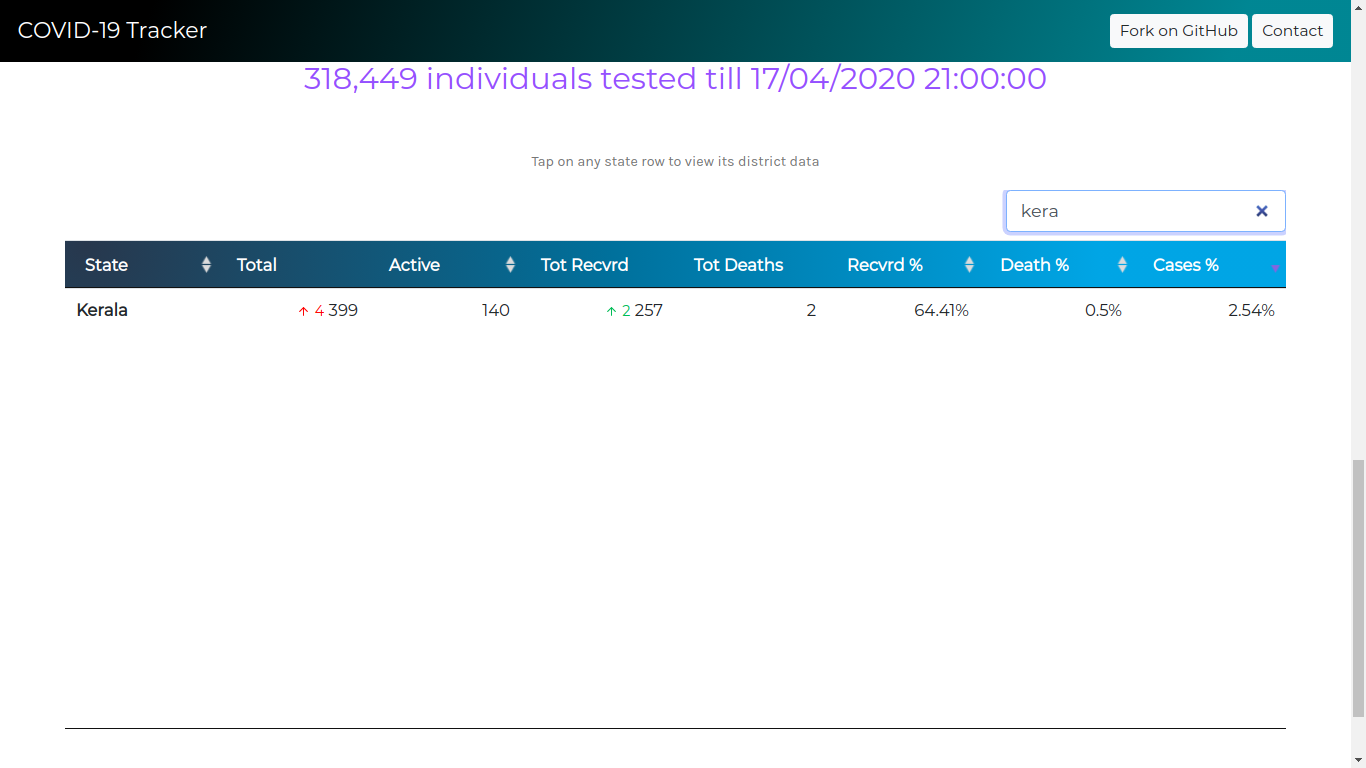 COVID-19 Tracker Fork on GitHub Contact
318,449 individuals tested till 17/04/2020 21:00:00
Tap on any state row to view its district data
kera
State Total Active Tot Recvrd Tot Deaths Recvrd % Death % Cases %
Kerala ↑ 4 399 140 ↑ 2 257 2 64.41% 0.5% 2.54%